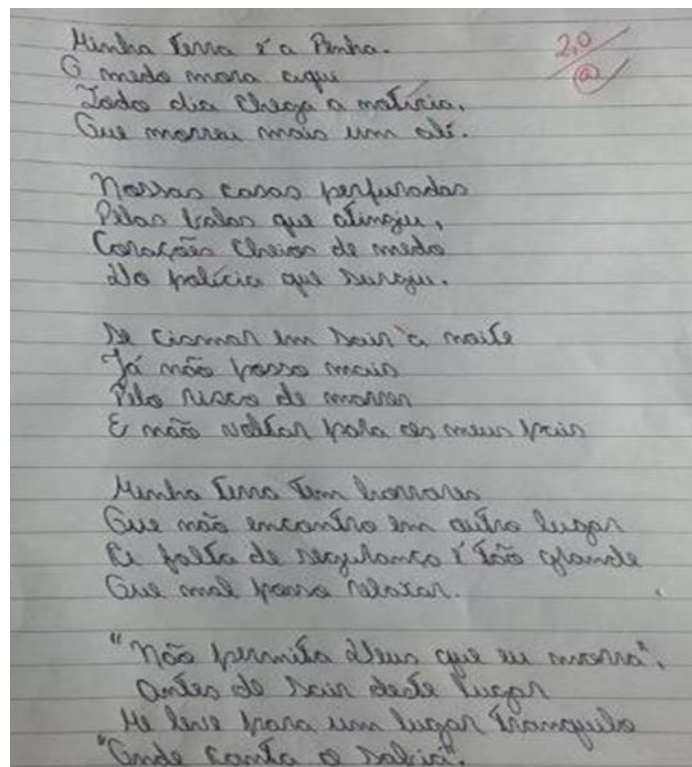 Minha terra é a Penha.
O medo mora aqui
Todo dia chega a notícia,
Que morreu mais um ali.
2,0
Nossas casas perfuradas
Pelas balas que atingiu,
Corações cheios de medo
Do polícia que surgiu.
Se cismar em sair à noite
Já não posso mais
Pelo risco de morrer
E não voltar para os meus pais
Minha terra tem horrores
Que não encontro em outro lugar
A falta de segurança é tão grande
Que mal posso relaxar.
"Não permita Deus que eu morra",
Antes de sair deste lugar
Me leve para um lugar tranquilo
"Onde canta o sabiá".